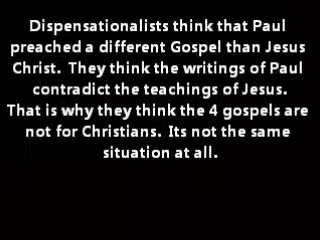 Dispensationalists think that Paul
preached a different Gospel than Jesus
Christ. They think the writings of Paul
contradict the teachings of Jesus.
That is why they think the 4 gospels are
not for Christians. Its not the same
situation at all.